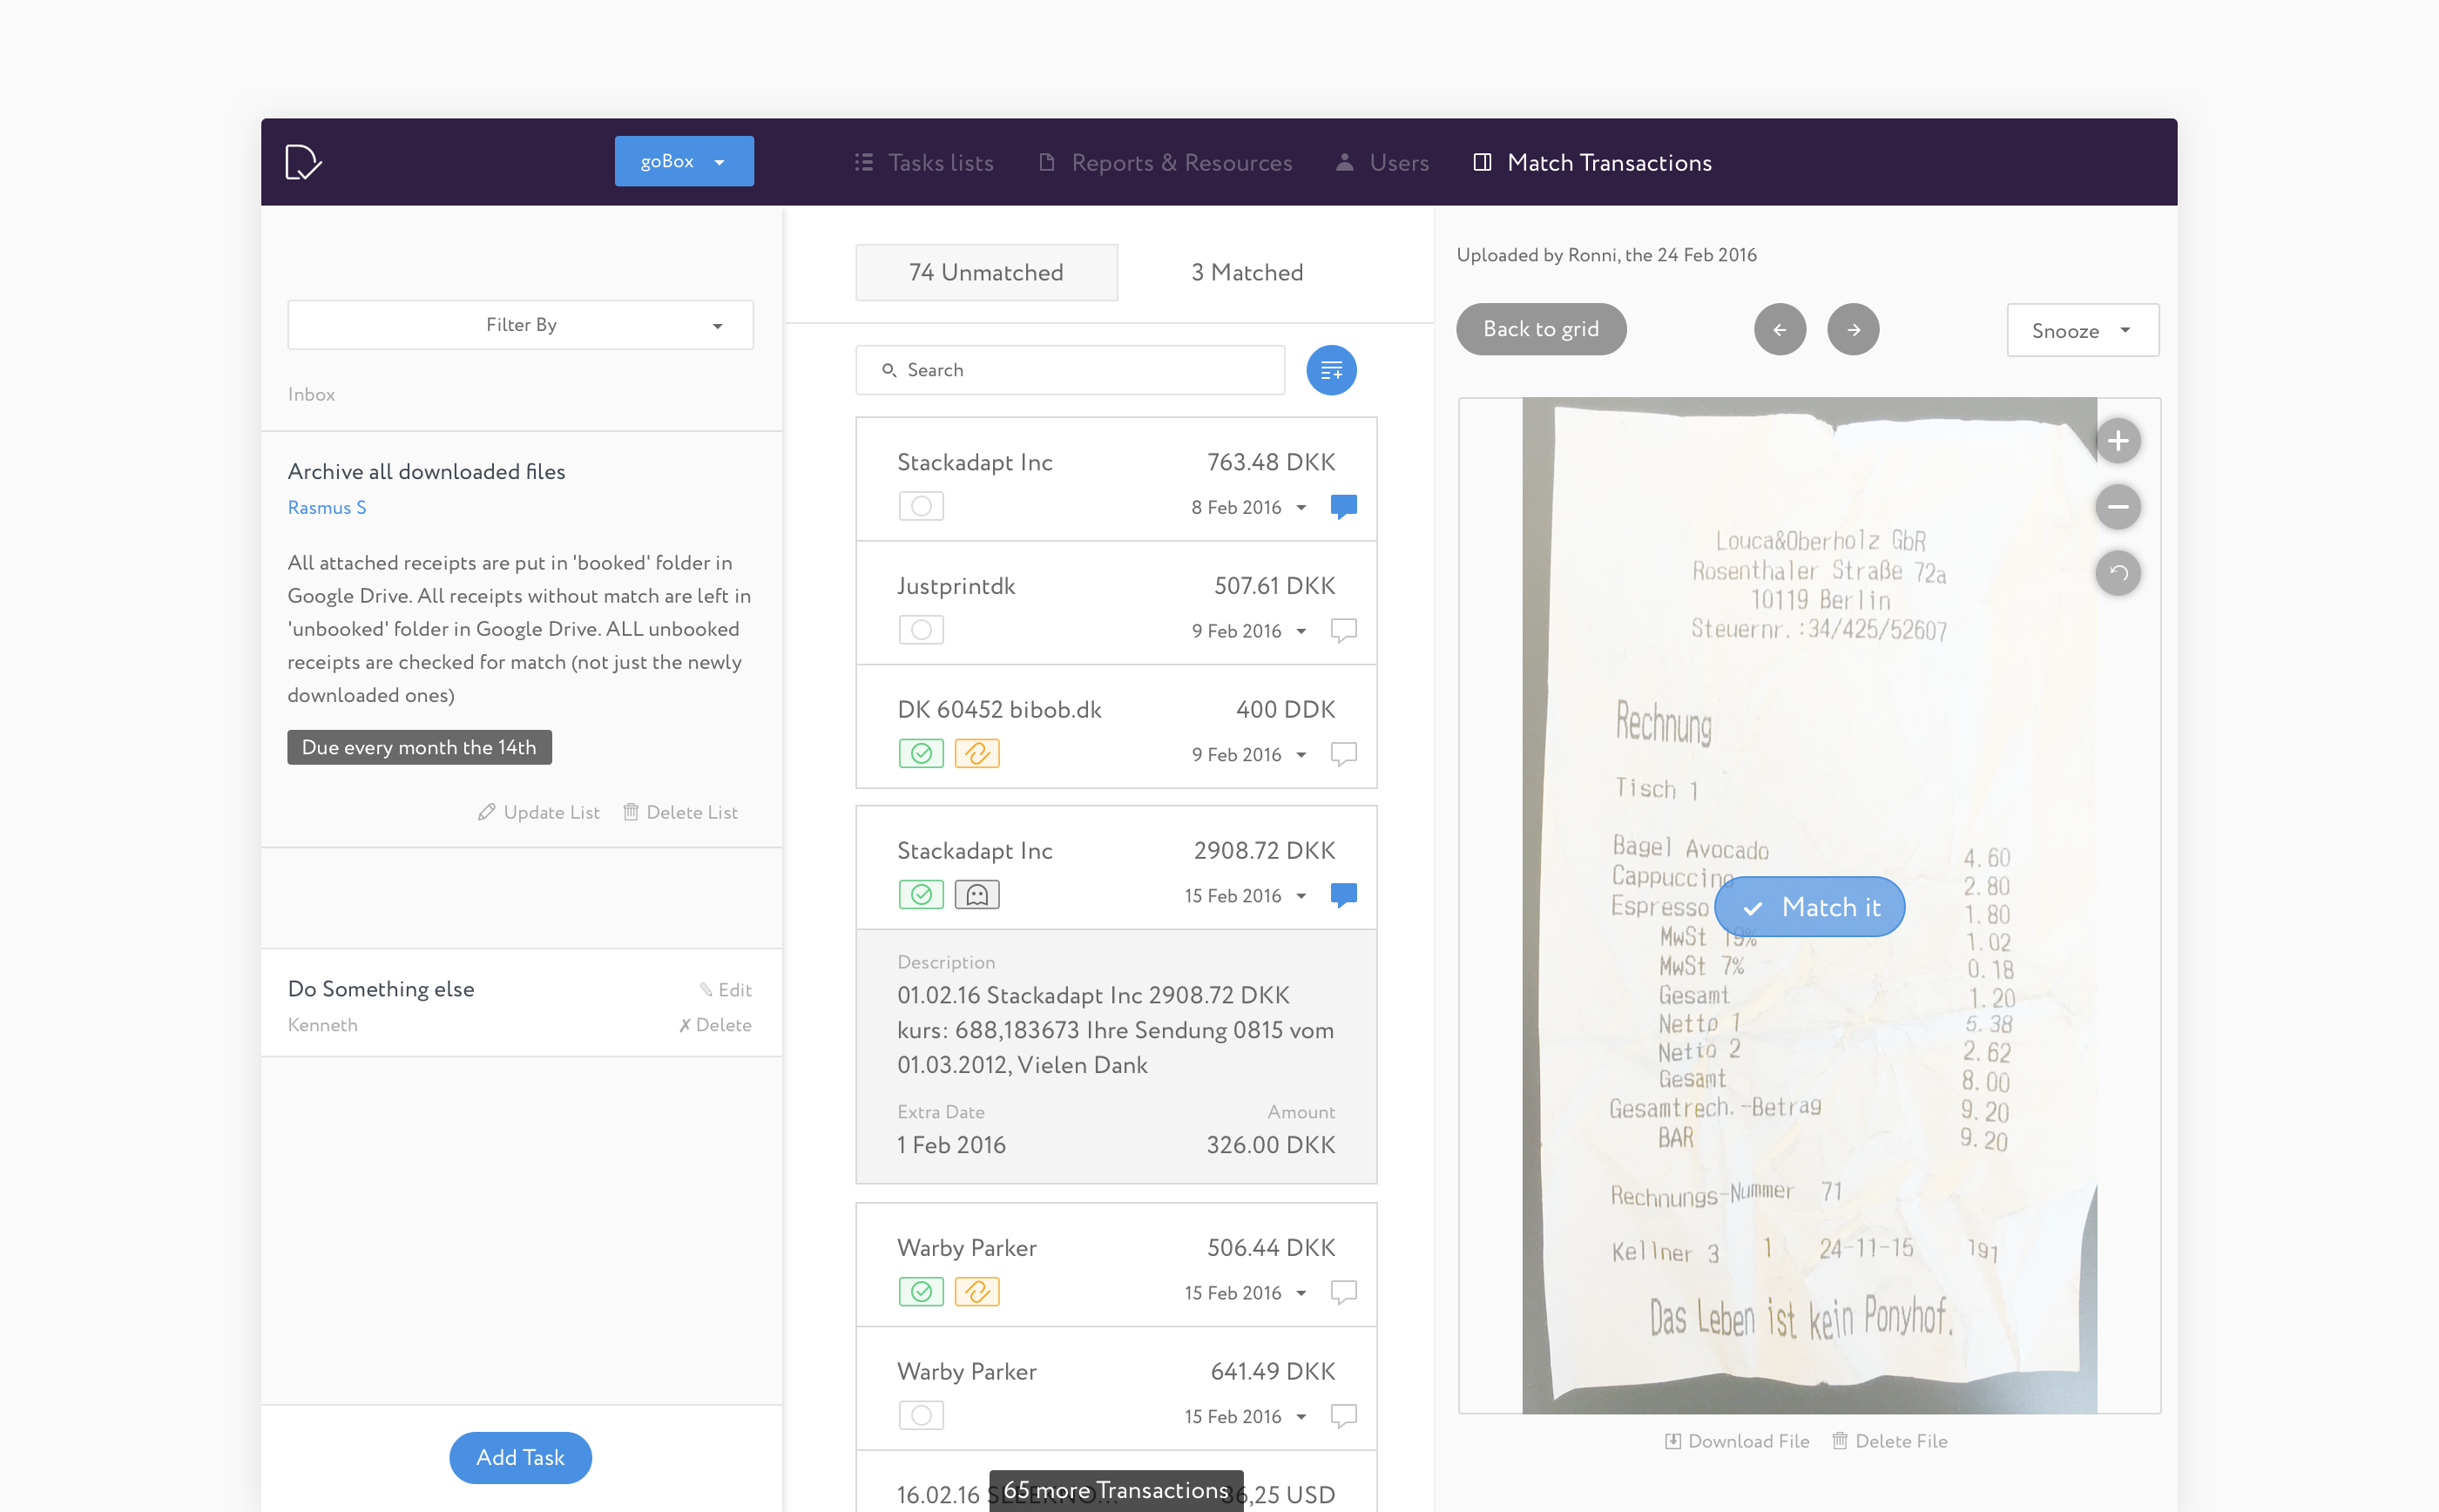 goBox
Tasks lists
Reports & Resources
Users
Match Transactions
Filter By
Inbox
Archive all downloaded files
Rasmus S
All attached receipts are put in 'booked' folder in
Google Drive. All receipts without match are left in
'unbooked' folder in Google Drive. ALL unbooked
receipts are checked for match (not just the newly
downloaded ones)
Due every month the 14th
Update List Delete List
Do Something else
Edit
Kenneth
Delete
Add Task
74 Unmatched
3 Matched
Search
Stackadapt Inc 763.48 DKK
8 Feb 2016
Justprintdk 507.61 DKK
9 Feb 2016
DK 60452 bibob.dk 400 DDK
9 Feb 2016
Stackadapt Inc 2908.72 DKK
15 Feb 2016
Description
01.02.16 Stackadapt Inc 2908.72 DKK
kurs: 688,183673 Ihre Sendung 0815 vom
01.03.2012, Vielen Dank
Extra Date Amount
1 Feb 2016 326.00 DKK
Warby Parker 506.44 DKK
15 Feb 2016
Warby Parker 641.49 DKK
15 Feb 2016
16.02.16 USD
65 more Transactions
Uploaded by Ronni, the 24 Feb 2016
Back to grid
Snooze
Louca&Oberholz GbR
Rosenthaler Straße 72a
10119 Berlin
Steuernr.:34/425/52607
Rechnung
Tisch 1
Bagel Avocado 4.60
Cappuccino 2.80
Espresso 1.80
MwSt 19% 1.02
MwSt 7% 0.18
Gesamt 1.20
Netto 1 5.38
Netto 2 2.62
Gesamt 8.00
Gesamtrech.-Betrag 9.20
BAR 9.20
Rechnungs-Nummer 71
Kellner 3 1 24-11-15 191
Das Leben ist kein Ponyhof.
Match it
Download File Delete File